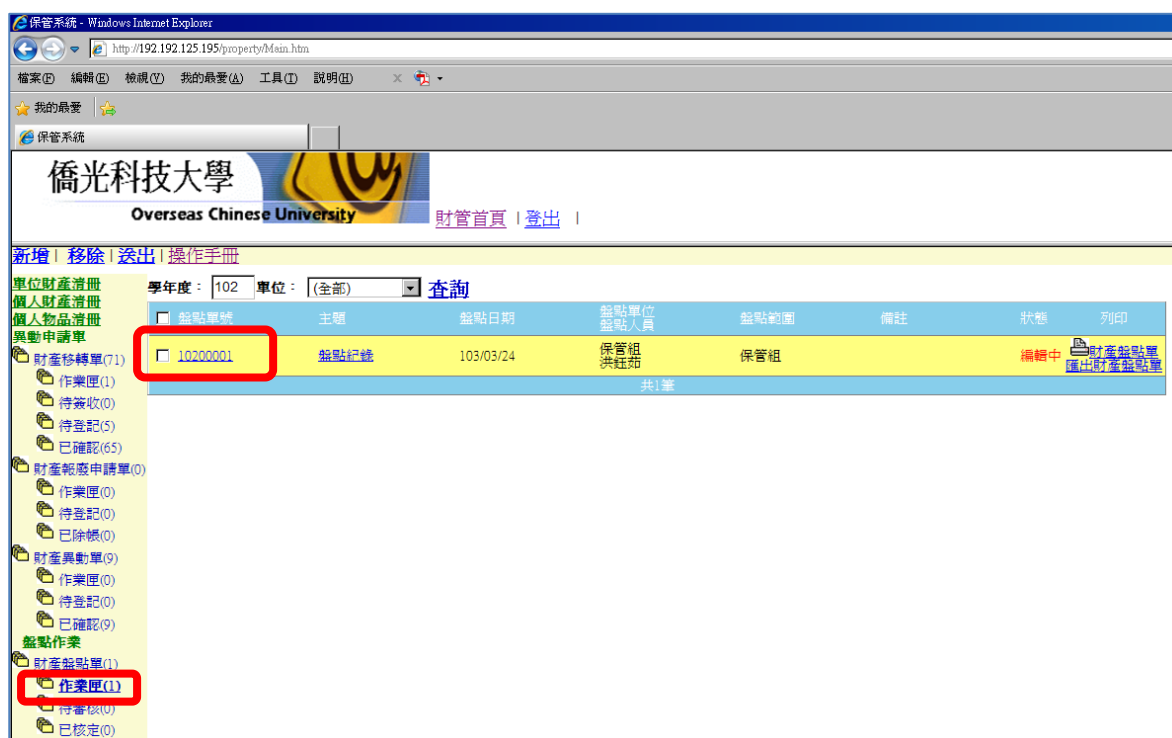 保管系統 - Windows Internet Explorer
http://192.192.125.195/property/Main.htm
檔案(F) 編輯(E) 檢視(V) 我的最愛(A) 工具(T) 說明(H) ×
我的最愛
保管系統
僑光科技大學
Overseas Chinese University
財管首頁 | 登出 |
新增 | 移除 | 送出 | 操作手冊
單位財產清冊
個人財產清冊
個人物品清冊
異動申請單
財產移轉單(71)
作業匣(1)
待簽收(0)
待登記(5)
已確認(65)
財產報廢申請單(0)
作業匣(0)
待登記(0)
已除帳(0)
財產異動單(9)
作業匣(0)
待登記(0)
已確認(9)
盤點作業
財產盤點單(1)
作業匣(1)
待審核(0)
已核定(0)
學年度： 102 單位： (全部) 查詢
盤點單號 主題 盤點日期 盤點單位 盤點人員 盤點範圍 備註 狀態 列印
10200001 盤點紀錄 103/03/24 保管組 洪鈺茹 保管組 編輯中 財產盤點單
匯出財產盤點單
共1筆